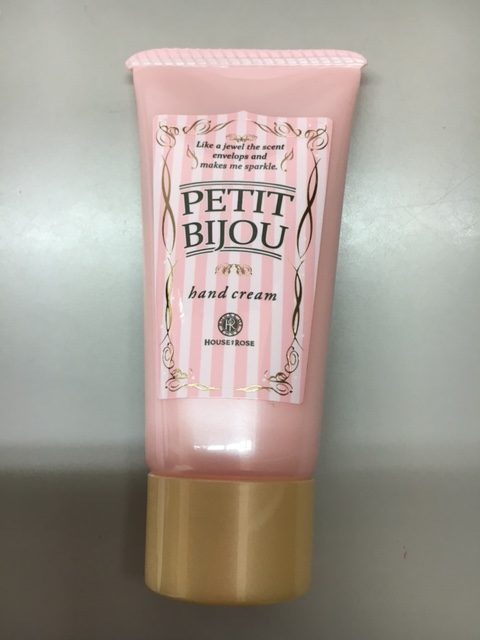 Like a jewel the scent
envelops and
makes me sparkle.
PETIT
BIJOU
hand cream
HOUSE OF ROSE